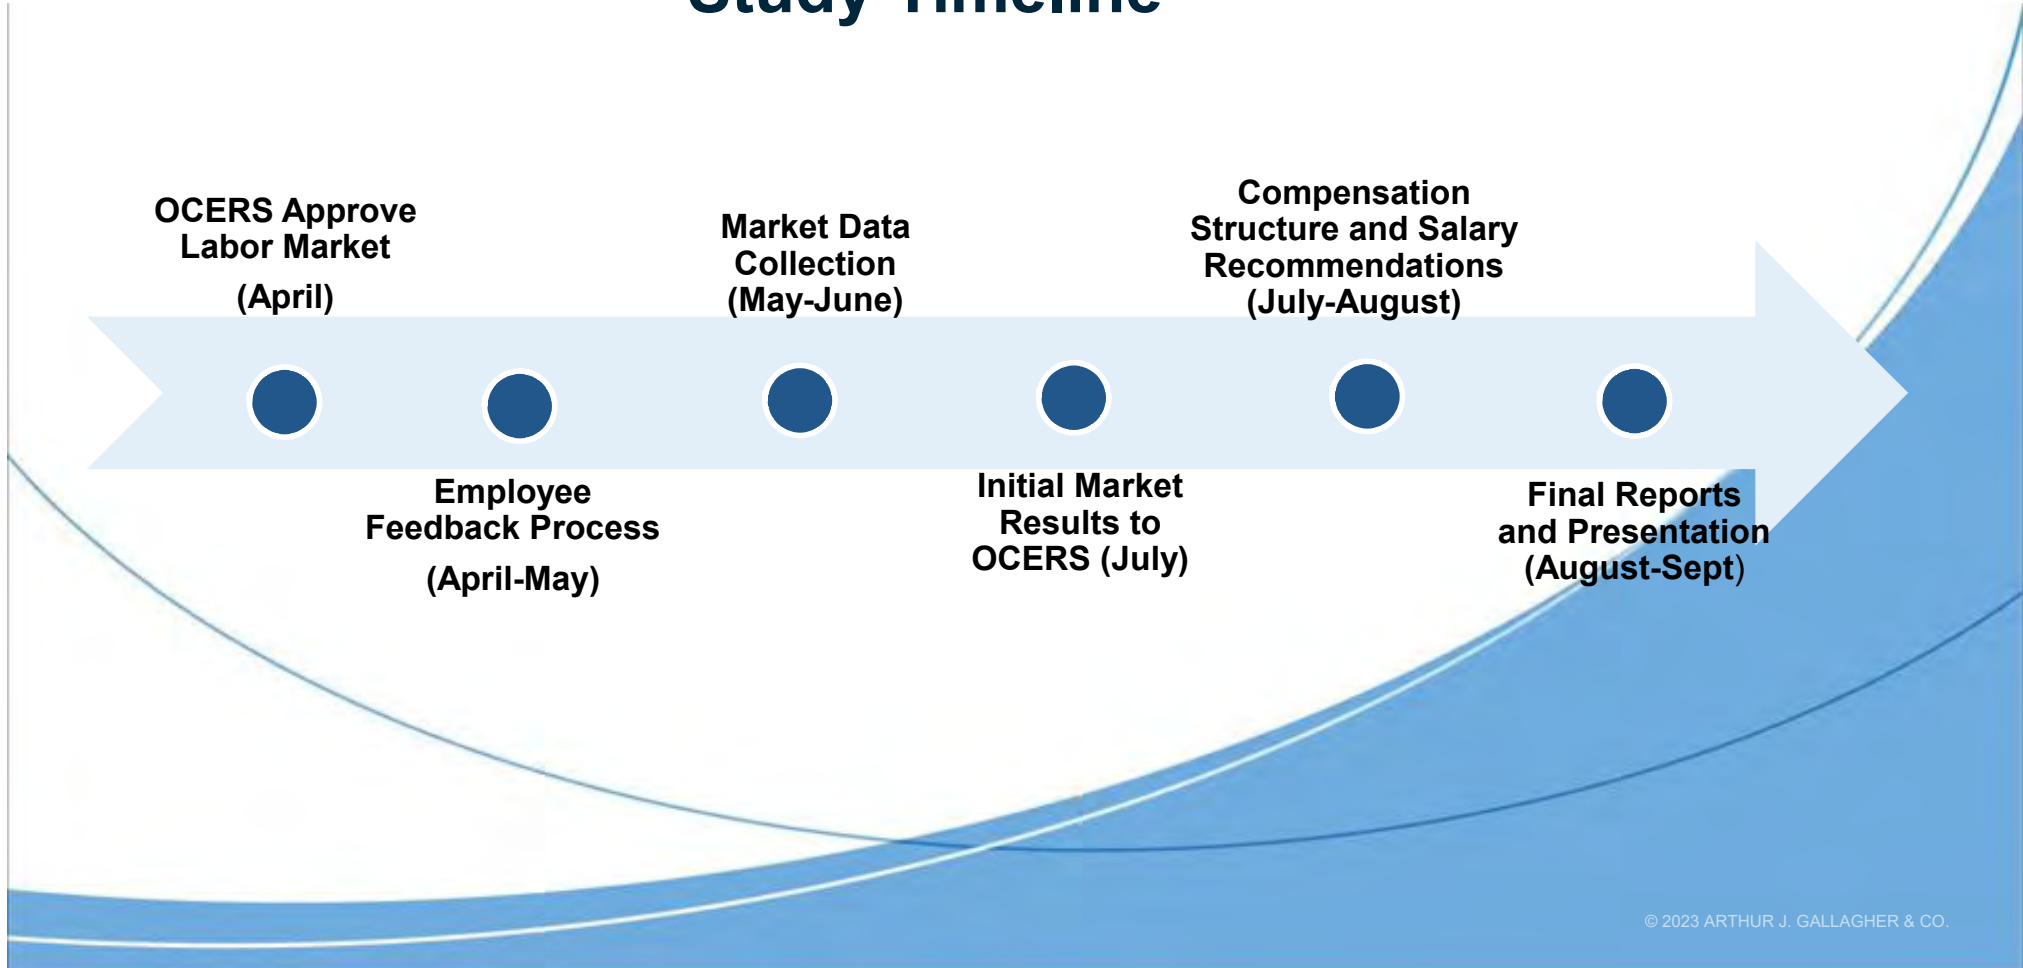 Study Timeline
OCERS Approve
Labor Market
(April)
Employee
Feedback Process
(April-May)
Market Data
Collection
(May-June)
Initial Market
Results to
OCERS (July)
Compensation
Structure and Salary
Recommendations
(July-August)
Final Reports
and Presentation
(August-Sept)
© 2023 ARTHUR J. GALLAGHER & CO.